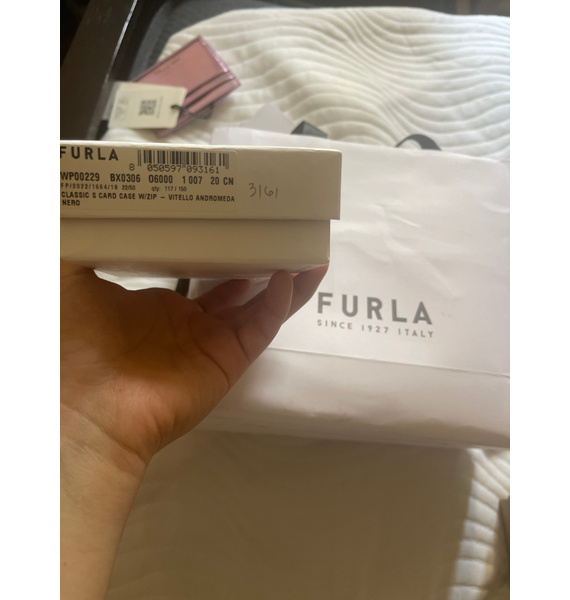 FURLA
8 050597 093161
WP00229 BX0306 O6000 1 007 20 CN
3161
CLASSIC S CARD CASE W/ZIP - VITELLO ANDROMEDA
NERO
FURLA
SINCE 1927 ITALY